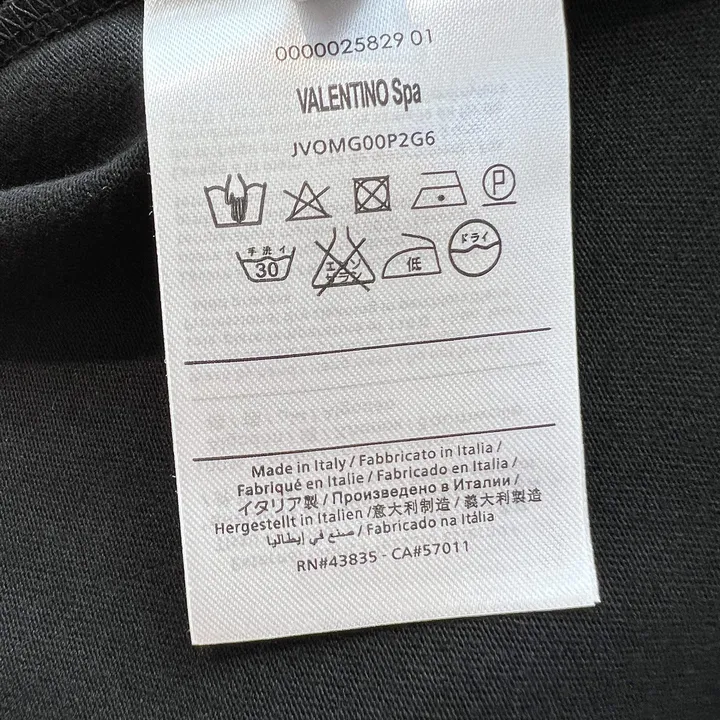 0000025829 01
VALENTINO Spa
JVOMG00P2G6
P
手洗イ
30
エンソ
サラシ
低
ドライ
Made in Italy / Fabbricato in Italia /
Fabriqué en Italie / Fabricado en Italia /
イタリア製 / Произведено в Италии /
Hergestellt in Italien /意大利制造 / 義大利製造
صنع في إيطاليا / Fabricado na Itália
RN#43835 - CA#57011